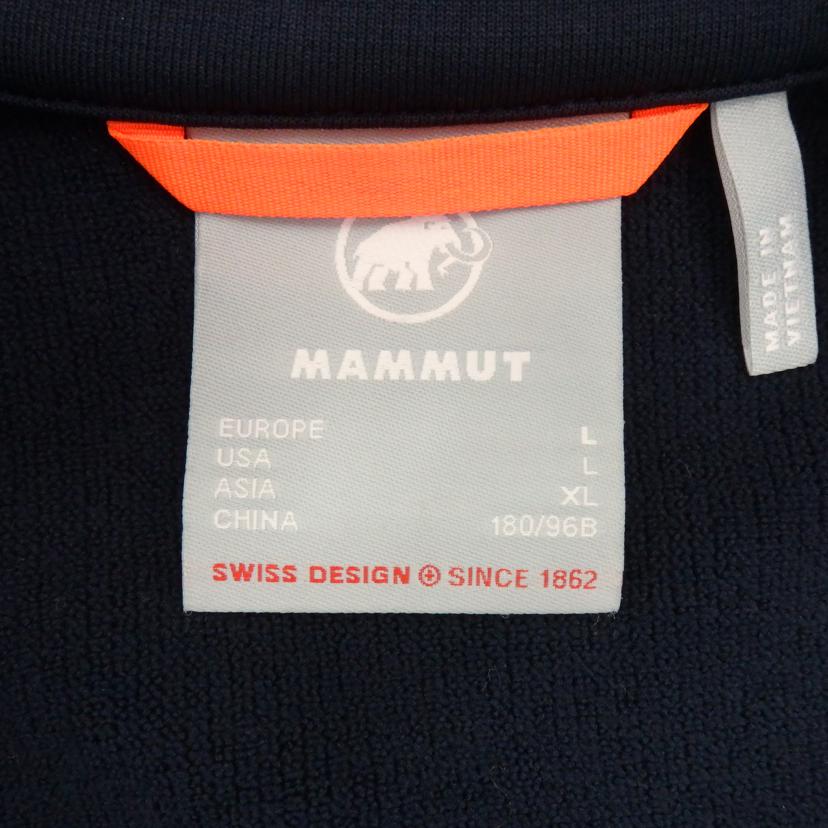 MAMMUT
EUROPE L
USA L
ASIA XL
CHINA 180/96B
SWISS DESIGN SINCE 1862
MADE IN
VIETNAM